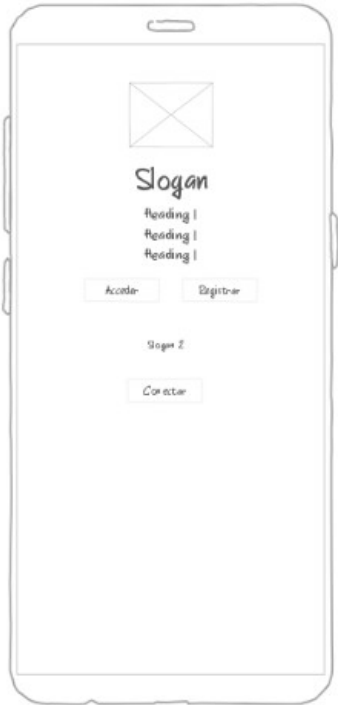 Slogan
Heading 1
Heading 1
Heading 1
Acceder Registrar
Slogan 2
Conectar